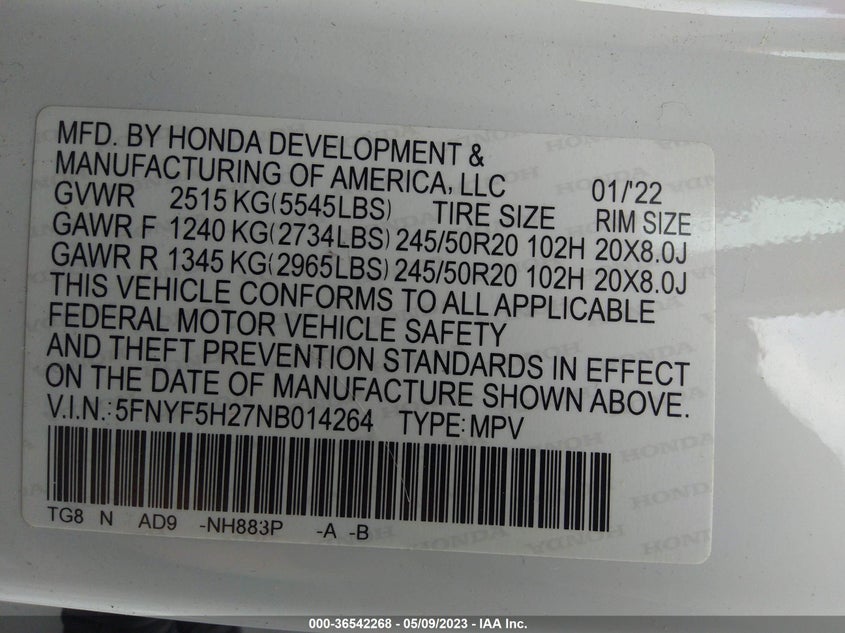 MFD. BY HONDA DEVELOPMENT &
MANUFACTURING OF AMERICA, LLC 01/'22
GVWR 2515 KG(5545LBS) TIRE SIZE RIM SIZE
GAWR F 1240 KG(2734LBS) 245/50R20 102H 20X8.0J
GAWR R 1345 KG(2965LBS) 245/50R20 102H 20X8.0J
THIS VEHICLE CONFORMS TO ALL APPLICABLE
FEDERAL MOTOR VEHICLE SAFETY
AND THEFT PREVENTION STANDARDS IN EFFECT
ON THE DATE OF MANUFACTURE SHOWN ABOVE.
V.I.N.: 5FNYF5H27NB014264 TYPE: MPV
TG8 N AD9 -NH883P -A -B
000-36542268 - 05/09/2023 - IAA Inc.